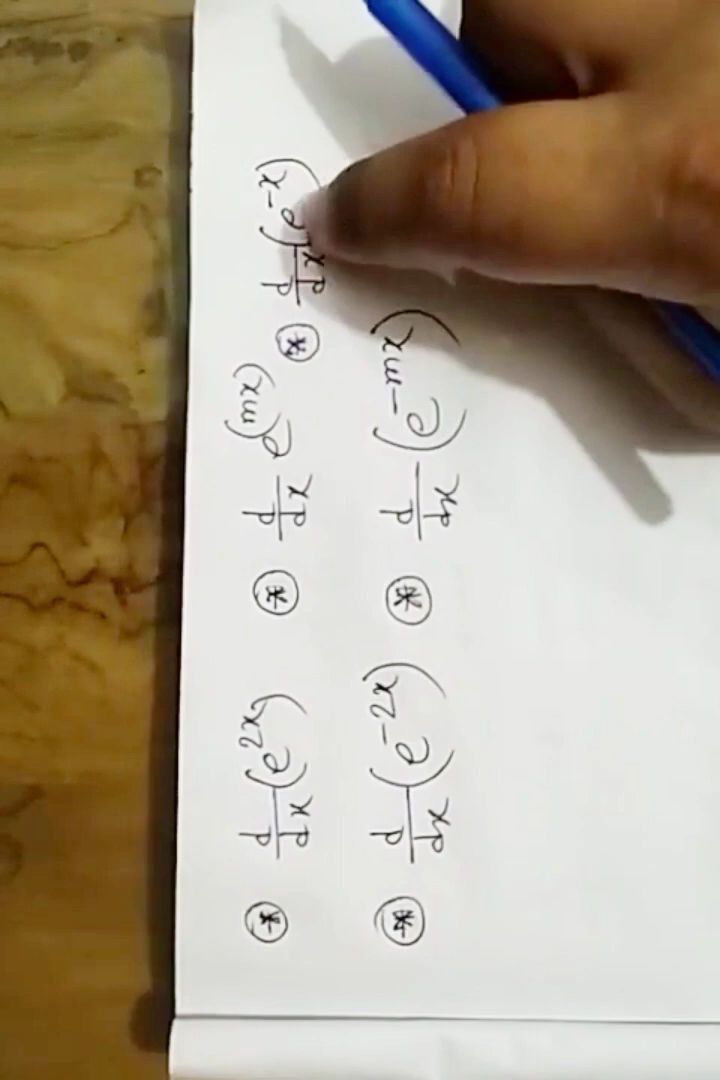 ⊛ d/dx (e^2x) ⊛ d/dx e^(mx) ⊛ d/dx (e^-x)
⊛ d/dx (e^-2x) ⊛ d/dx (e^-mx)